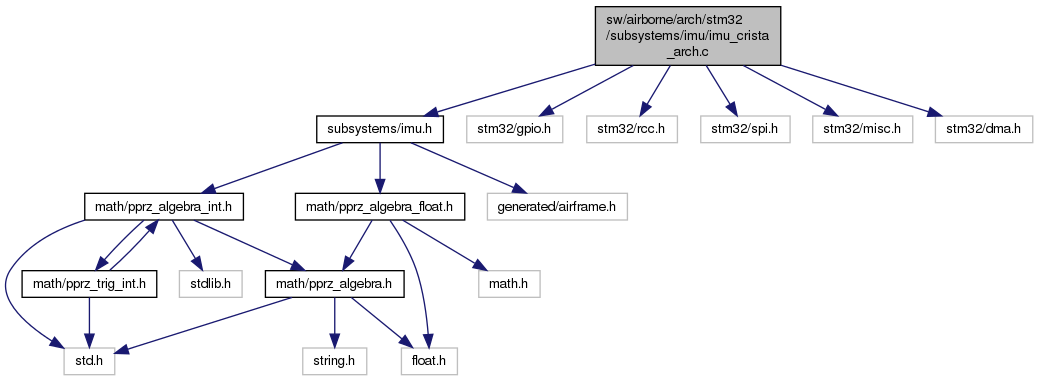 sw/airborne/arch/stm32
/subsystems/imu/imu_crista
_arch.c
subsystems/imu.h
stm32/gpio.h
stm32/rcc.h
stm32/spi.h
stm32/misc.h
stm32/dma.h
math/pprz_algebra_int.h
math/pprz_algebra_float.h
generated/airframe.h
math/pprz_trig_int.h
stdlib.h
math/pprz_algebra.h
math.h
std.h
string.h
float.h